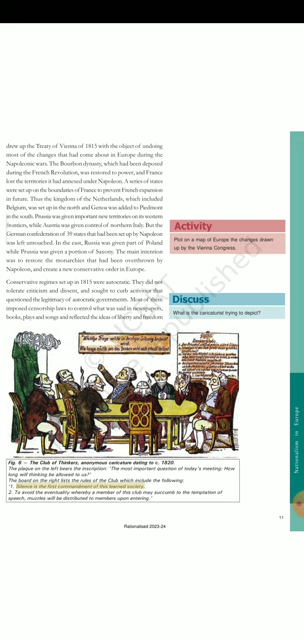 drew up the Treaty of Vienna of 1815 with the object of undoing
most of the changes that had come about in Europe during the
Napoleonic wars. The Bourbon dynasty, which had been deposed
during the French Revolution, was restored to power, and France
lost the territories it had annexed under Napoleon. A series of states
were set up on the boundaries of France to prevent French expansion
in future. Thus the kingdom of the Netherlands, which included
Belgium, was set up in the north and Genoa was added to Piedmont
in the south. Prussia was given important new territories on its western
frontiers, while Austria was given control of northern Italy. But the
German confederation of 39 states that had been set up by Napoleon
was left untouched. In the east, Russia was given part of Poland
while Prussia was given a portion of Saxony. The main intention
was to restore the monarchies that had been overthrown by
Napoleon, and create a new conservative order in Europe.
Conservative regimes set up in 1815 were autocratic. They did not
tolerate criticism and dissent, and sought to curb activities that
questioned the legitimacy of autocratic governments. Most of them
imposed censorship laws to control what was said in newspapers,
books, plays and songs and reflected the ideas of liberty and freedom
Activity
Plot on a map of Europe the changes drawn
up by the Vienna Congress.
Discuss
What is the caricaturist trying to depict?
Fig. 6 — The Club of Thinkers, anonymous caricature dating to c. 1820.
The plaque on the left bears the inscription: 'The most important question of today's meeting: How
long will thinking be allowed to us?'
The board on the right lists the rules of the Club which include the following:
'1. Silence is the first commandment of this learned society.
2. To avoid the eventuality whereby a member of this club may succumb to the temptation of
speech, muzzles will be distributed to members upon entering.'
Nationalism in Europe
11
Rationalised 2023-24